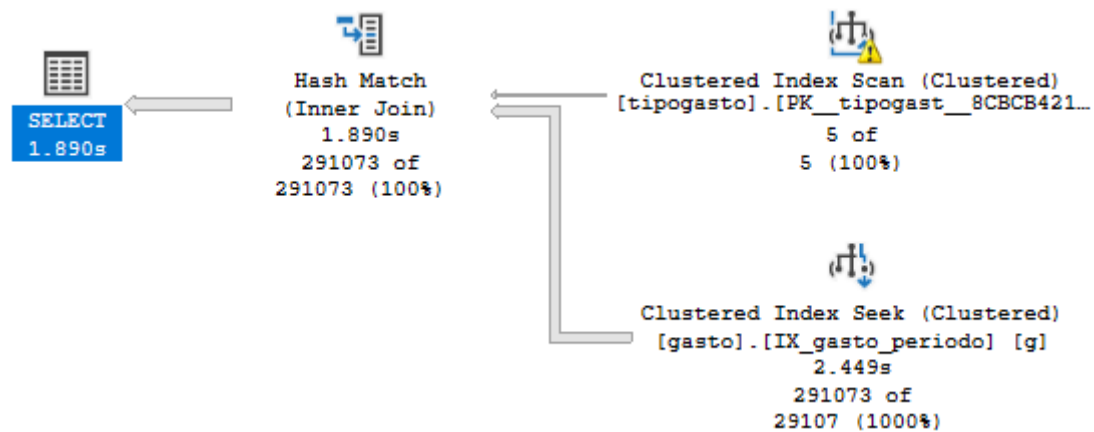 SELECT
1.890s
Hash Match
(Inner Join)
1.890s
291073 of
291073 (100%)
Clustered Index Scan (Clustered)
[tipogasto].[PK__tipogast__8CBCB421…
5 of
5 (100%)
Clustered Index Seek (Clustered)
[gasto].[IX_gasto_periodo] [g]
2.449s
291073 of
29107 (1000%)